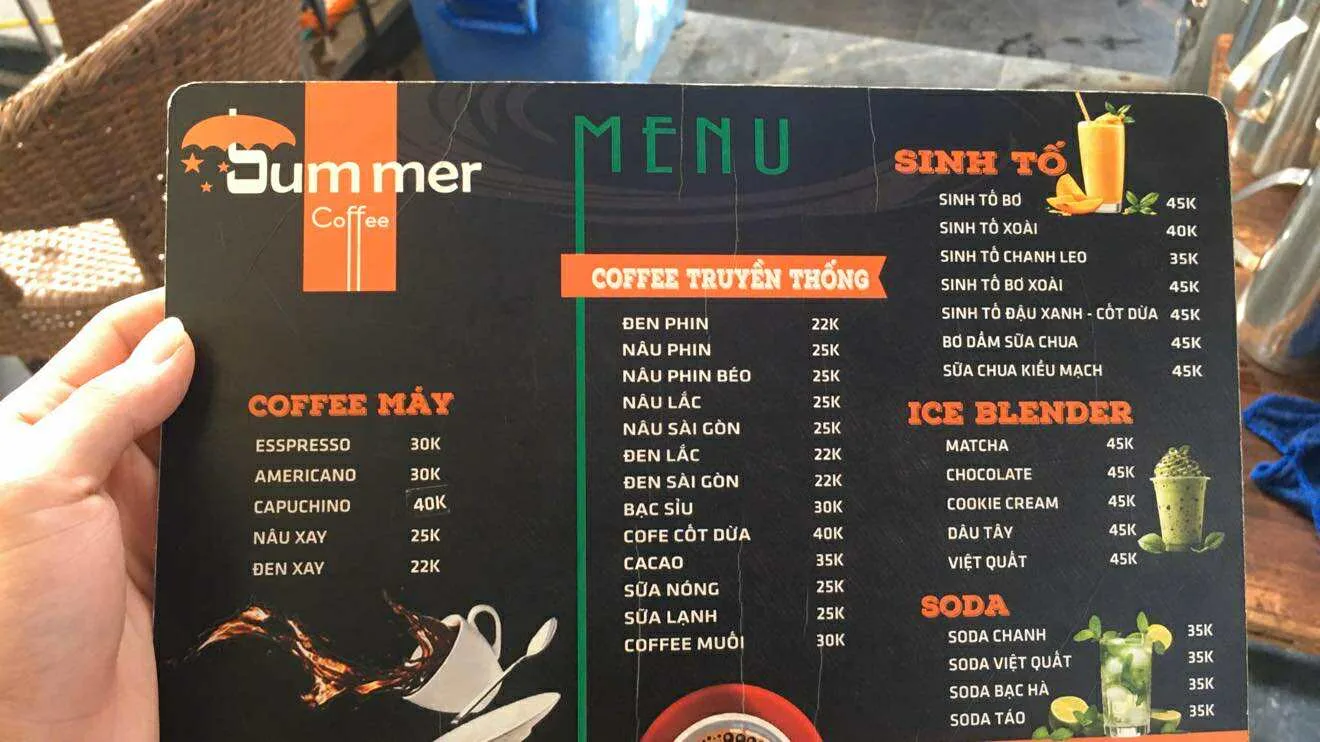 Summer
Coffee
MENU
COFFEE MÁY
ESSPRESSO 30K
AMERICANO 30K
CAPUCHINO 40K
NÂU XAY 25K
ĐEN XAY 22K
COFFEE TRUYỀN THỐNG
ĐEN PHIN 22K
NÂU PHIN 25K
NÂU PHIN BÉO 25K
NÂU LẮC 25K
NÂU SÀI GÒN 25K
ĐEN LẮC 22K
ĐEN SÀI GÒN 22K
BẠC SỈU 30K
COFE CỐT DỪA 40K
CACAO 35K
SỮA NÓNG 25K
SỮA LẠNH 25K
COFFEE MUỐI 30K
SINH TỐ
SINH TỐ BƠ 45K
SINH TỐ XOÀI 40K
SINH TỐ CHANH LEO 35K
SINH TỐ BƠ XOÀI 45K
SINH TỐ ĐẬU XANH - CỐT DỪA 45K
BƠ DẦM SỮA CHUA 45K
SỮA CHUA KIỀU MẠCH 45K
ICE BLENDER
MATCHA 45K
CHOCOLATE 45K
COOKIE CREAM 45K
DÂU TÂY 45K
VIỆT QUẤT 45K
SODA
SODA CHANH 35K
SODA VIỆT QUẤT 35K
SODA BẠC HÀ 35K
SODA TÁO 35K